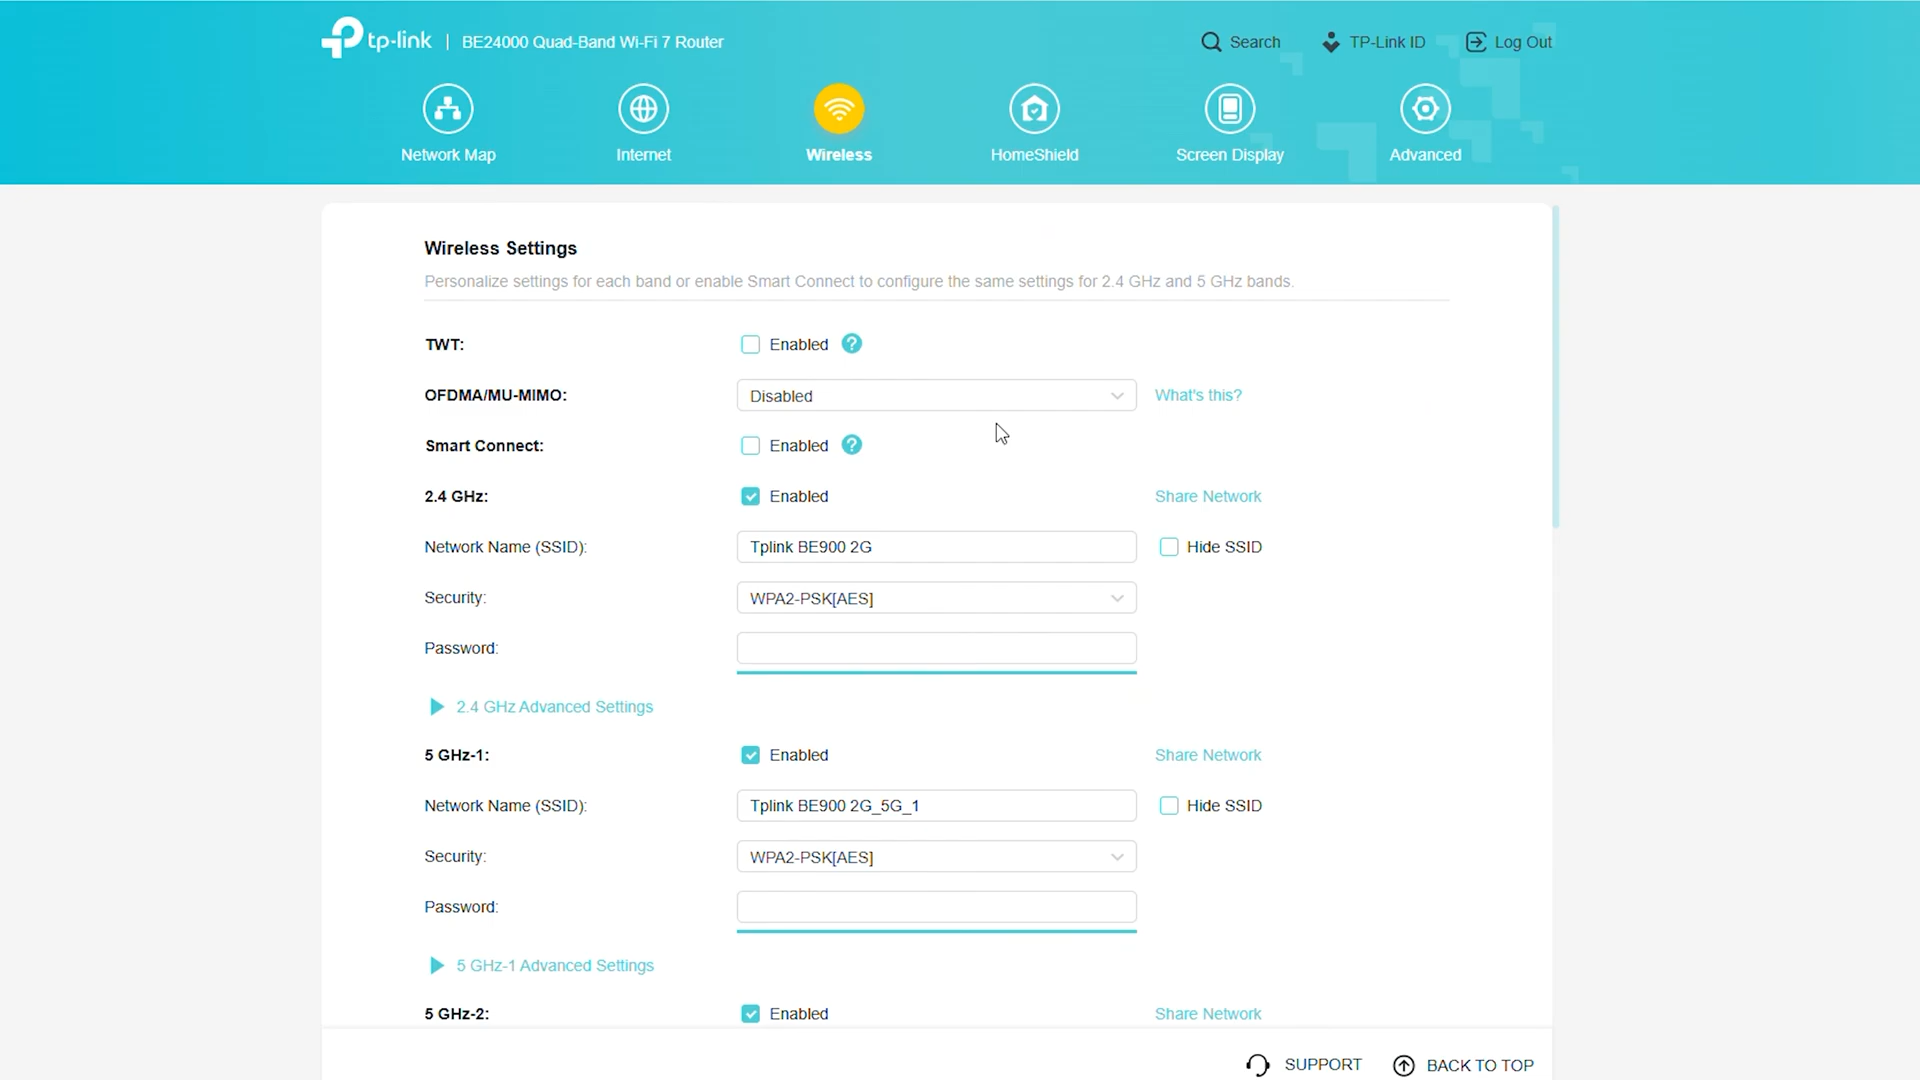 tp-link | BE24000 Quad-Band Wi-Fi 7 Router Search TP-Link ID Log Out
Network Map Internet Wireless HomeShield Screen Display Advanced
Wireless Settings
Personalize settings for each band or enable Smart Connect to configure the same settings for 2.4 GHz and 5 GHz bands.
TWT: Enabled ?
OFDMA/MU-MIMO: Disabled What's this?
Smart Connect: Enabled ?
2.4 GHz: Enabled Share Network
Network Name (SSID): Tplink BE900 2G Hide SSID
Security: WPA2-PSK[AES]
Password:
2.4 GHz Advanced Settings
5 GHz-1: Enabled Share Network
Network Name (SSID): Tplink BE900 2G_5G_1 Hide SSID
Security: WPA2-PSK[AES]
Password:
5 GHz-1 Advanced Settings
5 GHz-2: Enabled Share Network
SUPPORT BACK TO TOP